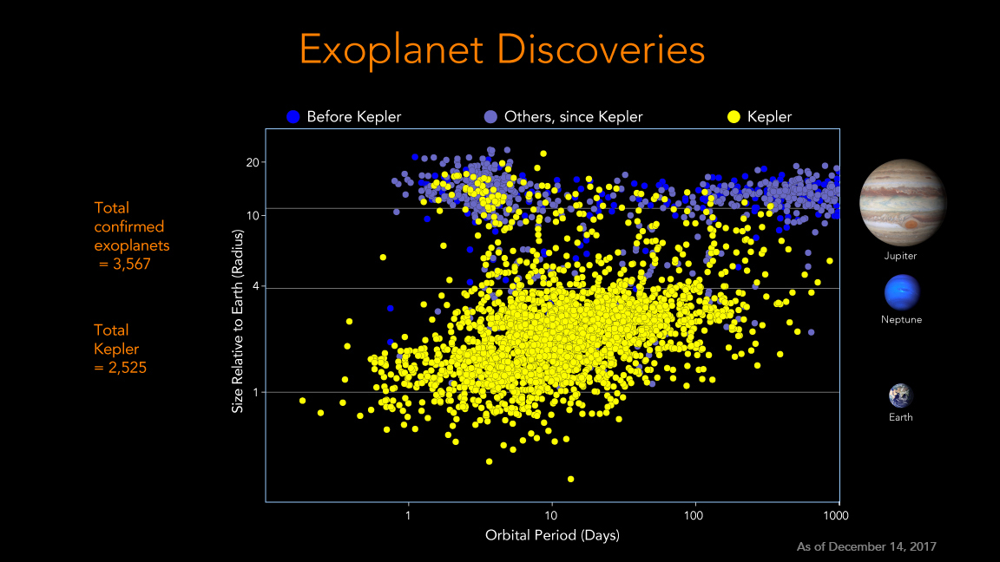 Exoplanet Discoveries
Before Kepler
Others, since Kepler
Kepler
Total
confirmed
exoplanets
= 3,567
Total
Kepler
= 2,525
Size Relative to Earth (Radius)
20
10
4
1
1
10
100
1000
Orbital Period (Days)
Jupiter
Neptune
Earth
As of December 14, 2017